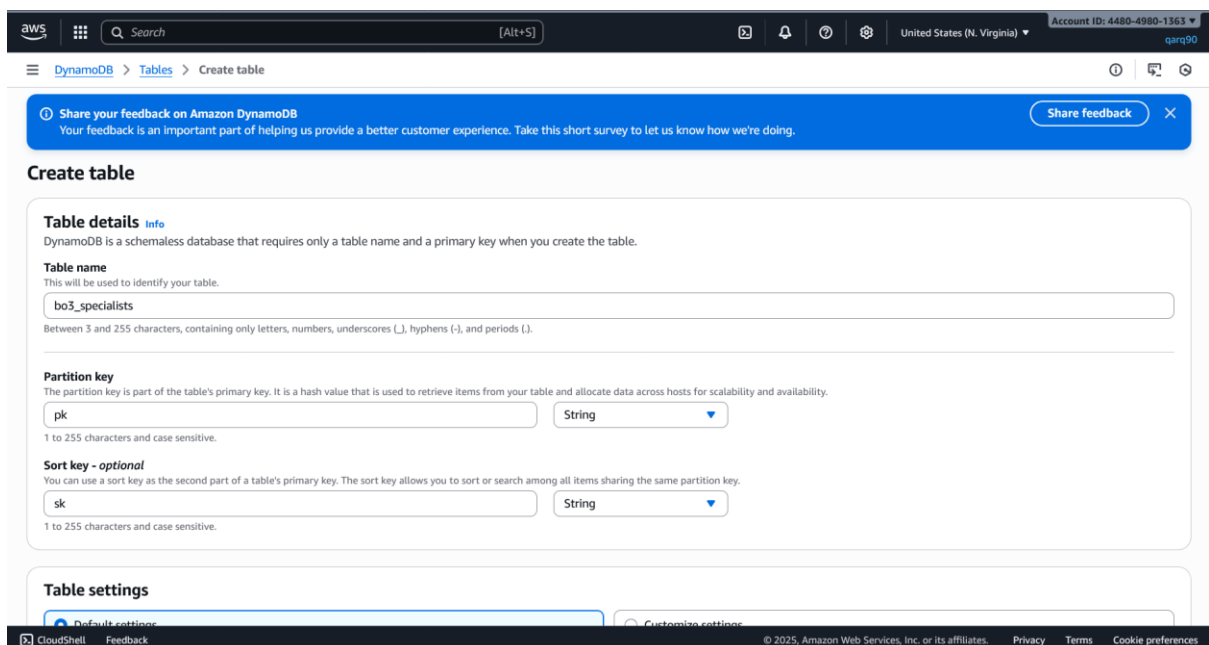 aws
Search [Alt+S] United States (N. Virginia) Account ID: 4480-4980-1363
qarq90
DynamoDB > Tables > Create table
Share your feedback on Amazon DynamoDB
Your feedback is an important part of helping us provide a better customer experience. Take this short survey to let us know how we're doing.
Share feedback
Create table
Table details Info
DynamoDB is a schemaless database that requires only a table name and a primary key when you create the table.
Table name
This will be used to identify your table.
bo3_specialists
Between 3 and 255 characters, containing only letters, numbers, underscores (_), hyphens (-), and periods (.).
Partition key
The partition key is part of the table's primary key. It is a hash value that is used to retrieve items from your table and allocate data across hosts for scalability and availability.
pk String
1 to 255 characters and case sensitive.
Sort key - optional
You can use a sort key as the second part of a table's primary key. The sort key allows you to sort or search among all items sharing the same partition key.
sk String
1 to 255 characters and case sensitive.
Table settings
Default settings Customize settings
CloudShell Feedback © 2025, Amazon Web Services, Inc. or its affiliates. Privacy Terms Cookie preferences